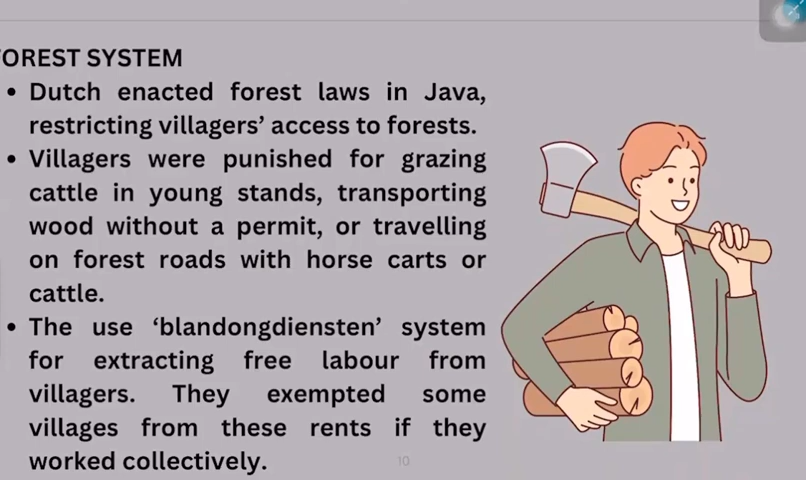 FOREST SYSTEM
• Dutch enacted forest laws in Java,
restricting villagers’ access to forests.
• Villagers were punished for grazing
cattle in young stands, transporting
wood without a permit, or travelling
on forest roads with horse carts or
cattle.
• The use ‘blandongdiensten’ system
for extracting free labour from
villagers. They exempted some
villages from these rents if they
worked collectively.
10